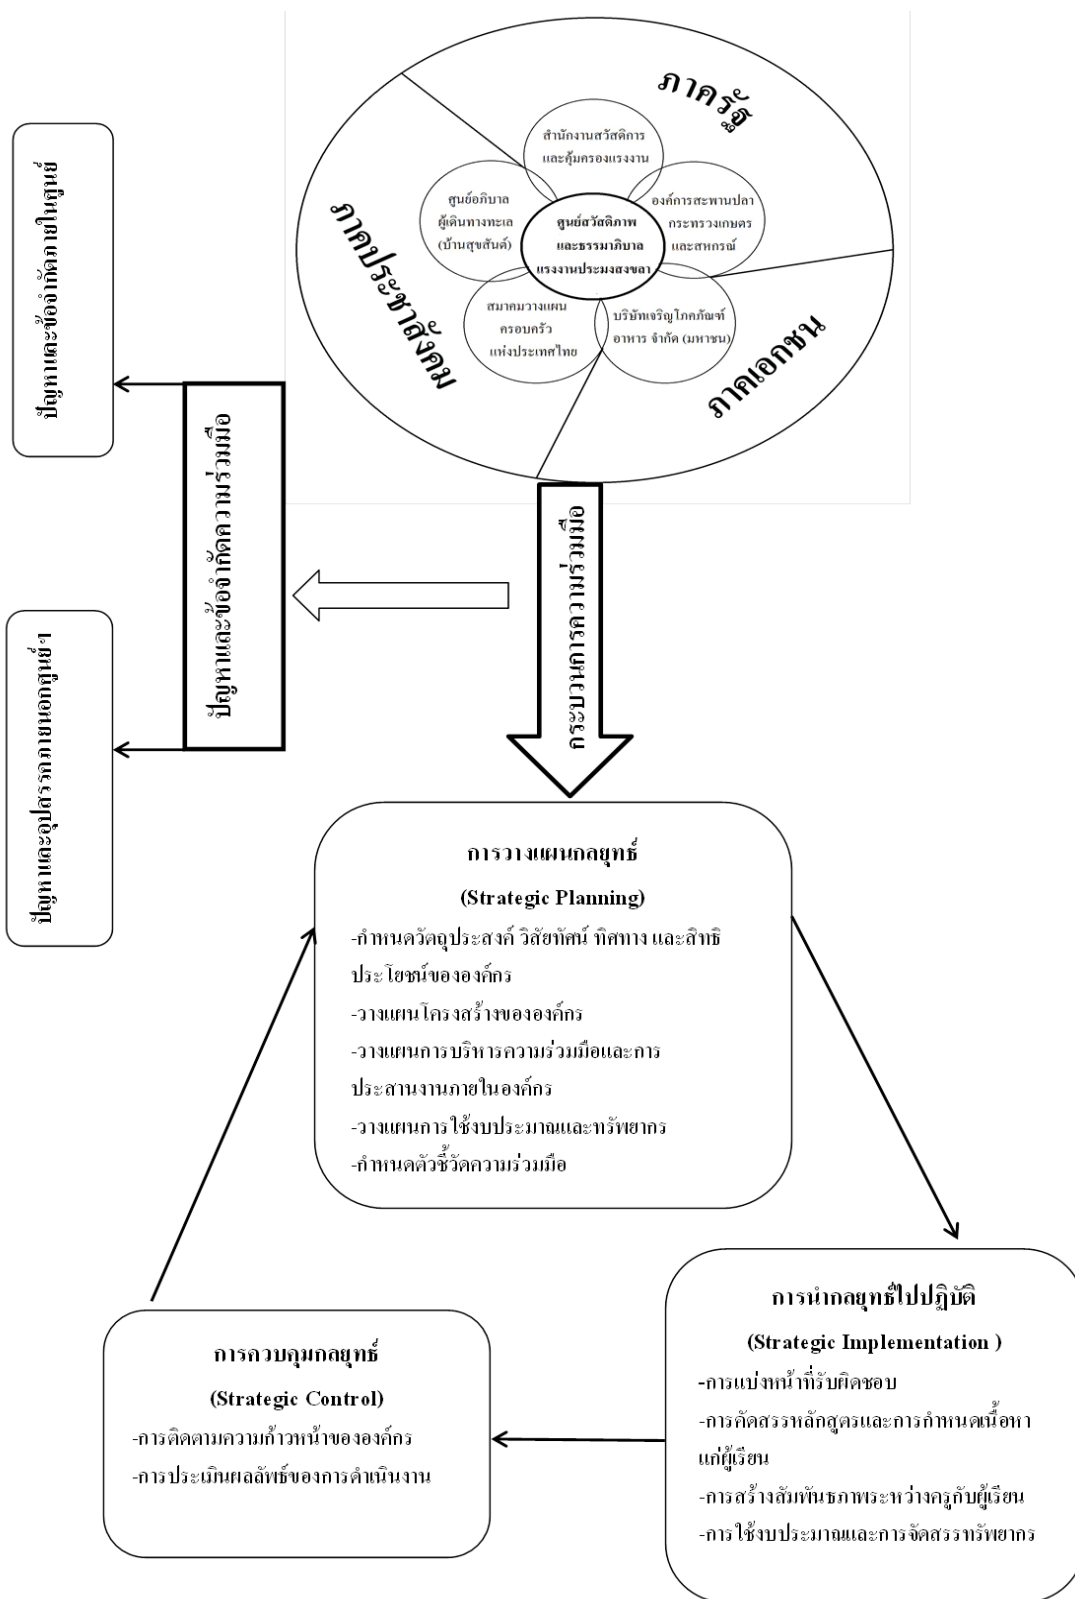 ภาครัฐ
สำนักงานสวัสดิการ
และคุ้มครองแรงงาน
ศูนย์อภิบาล
ผู้เดินทางทะเล
(บ้านสุขสันต์)
องค์การสะพานปลา
กระทรวงเกษตร
และสหกรณ์
ศูนย์สวัสดิภาพ
และธรรมาภิบาล
แรงงานประมงสงขลา
สมาคมวางแผน
ครอบครัว
แห่งประเทศไทย
บริษัทเจริญโภคภัณฑ์
อาหาร จำกัด (มหาชน)
ภาคประชาสังคม
ภาคเอกชน
ปัญหาและข้อจำกัดภายในศูนย์
ปัญหาและข้อจำกัดความร่วมมือ
ปัญหาและอุปสรรคภายนอกศูนย์ฯ
กระบวนการความร่วมมือ
การวางแผนกลยุทธ์
(Strategic Planning)
-กำหนดวัตถุประสงค์ วิสัยทัศน์ ทิศทาง และสิทธิ
ประโยชน์ขององค์กร
-วางแผนโครงสร้างขององค์กร
-วางแผนการบริหารความร่วมมือและการ
ประสานงานภายในองค์กร
-วางแผนการใช้งบประมาณและทรัพยากร
-กำหนดตัวชี้วัดความร่วมมือ
การนำกลยุทธ์ไปปฏิบัติ
(Strategic Implementation )
-การแบ่งหน้าที่รับผิดชอบ
-การคัดสรรหลักสูตรและการกำหนดเนื้อหา
แก่ผู้เรียน
-การสร้างสัมพันธภาพระหว่างครูกับผู้เรียน
-การใช้งบประมาณและการจัดสรรทรัพยากร
การควบคุมกลยุทธ์
(Strategic Control)
-การติดตามความก้าวหน้าขององค์กร
-การประเมินผลลัพธ์ของการดำเนินงาน